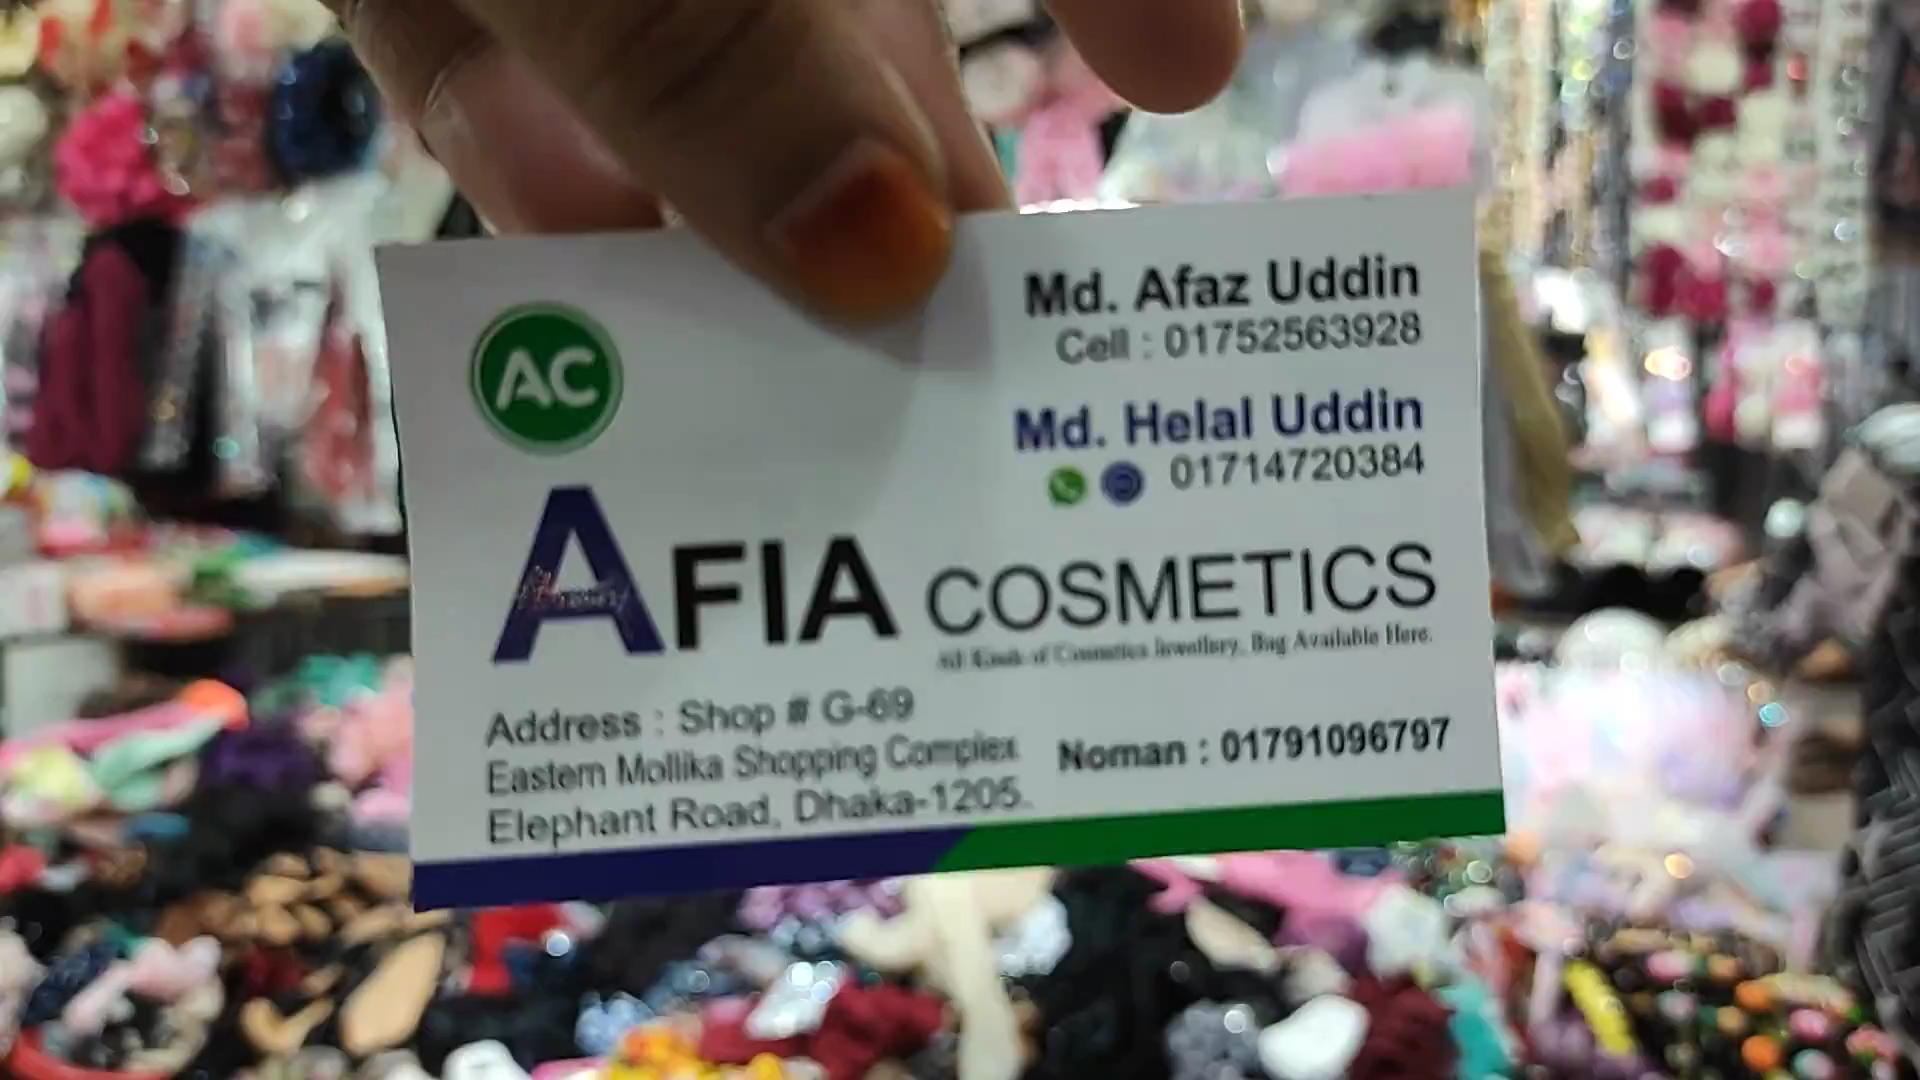 AC
Md. Afaz Uddin
Cell : 01752563928
Md. Helal Uddin
01714720384
AFIA COSMETICS
All Kinds of Cosmetics Jewellery, Bag Available Here.
Address : Shop # G-69
Eastern Mollika Shopping Complex
Elephant Road, Dhaka-1205.
Noman : 01791096797